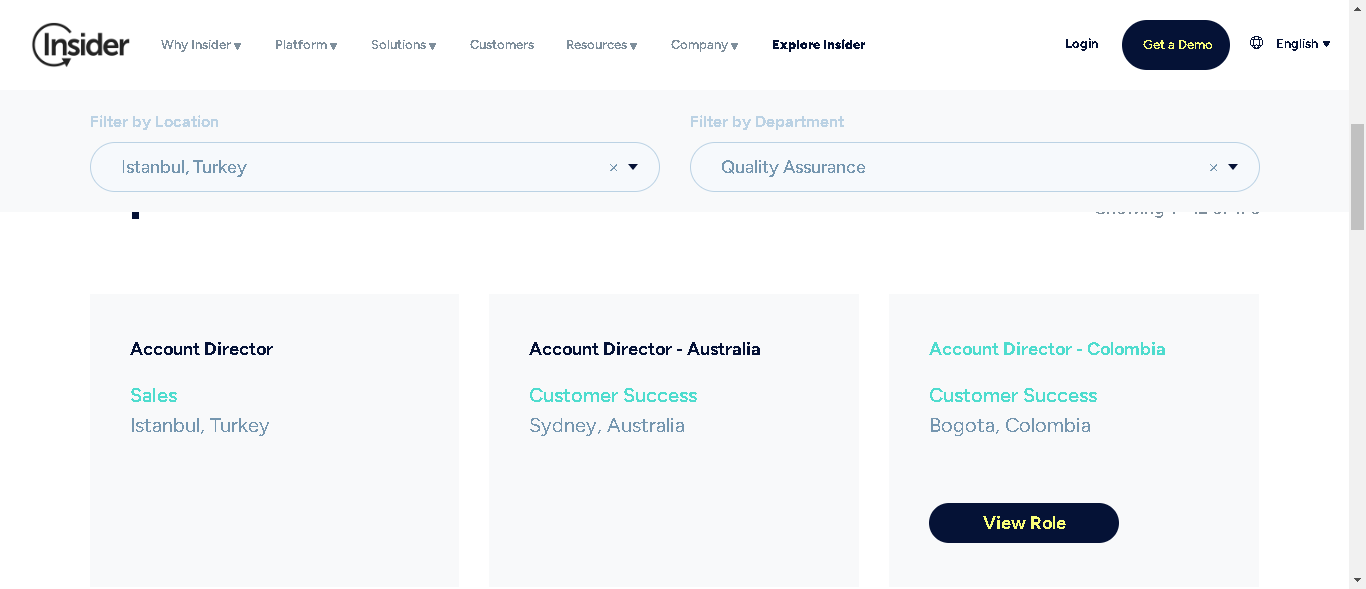 Insider Why Insider Platform Solutions Customers Resources Company Explore Insider Login Get a Demo English
Filter by Location Filter by Department
Istanbul, Turkey × Quality Assurance ×
Account Director Account Director - Australia Account Director - Colombia
Sales Customer Success Customer Success
Istanbul, Turkey Sydney, Australia Bogota, Colombia
View Role